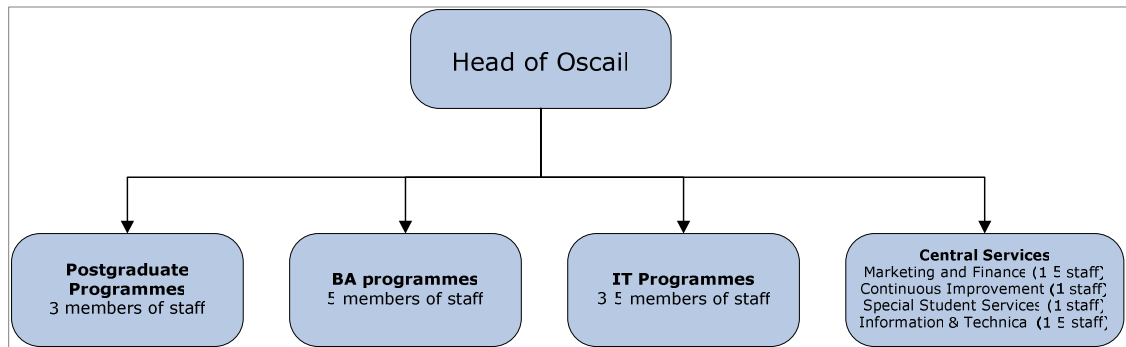 Head of Oscail
Postgraduate
Programmes
3 members of staff
BA programmes
5 members of staff
IT Programmes
3 5 members of staff
Central Services
Marketing and Finance (1 5 staff)
Continuous Improvement (1 staff)
Special Student Services (1 staff)
Information & Technical (1 5 staff)